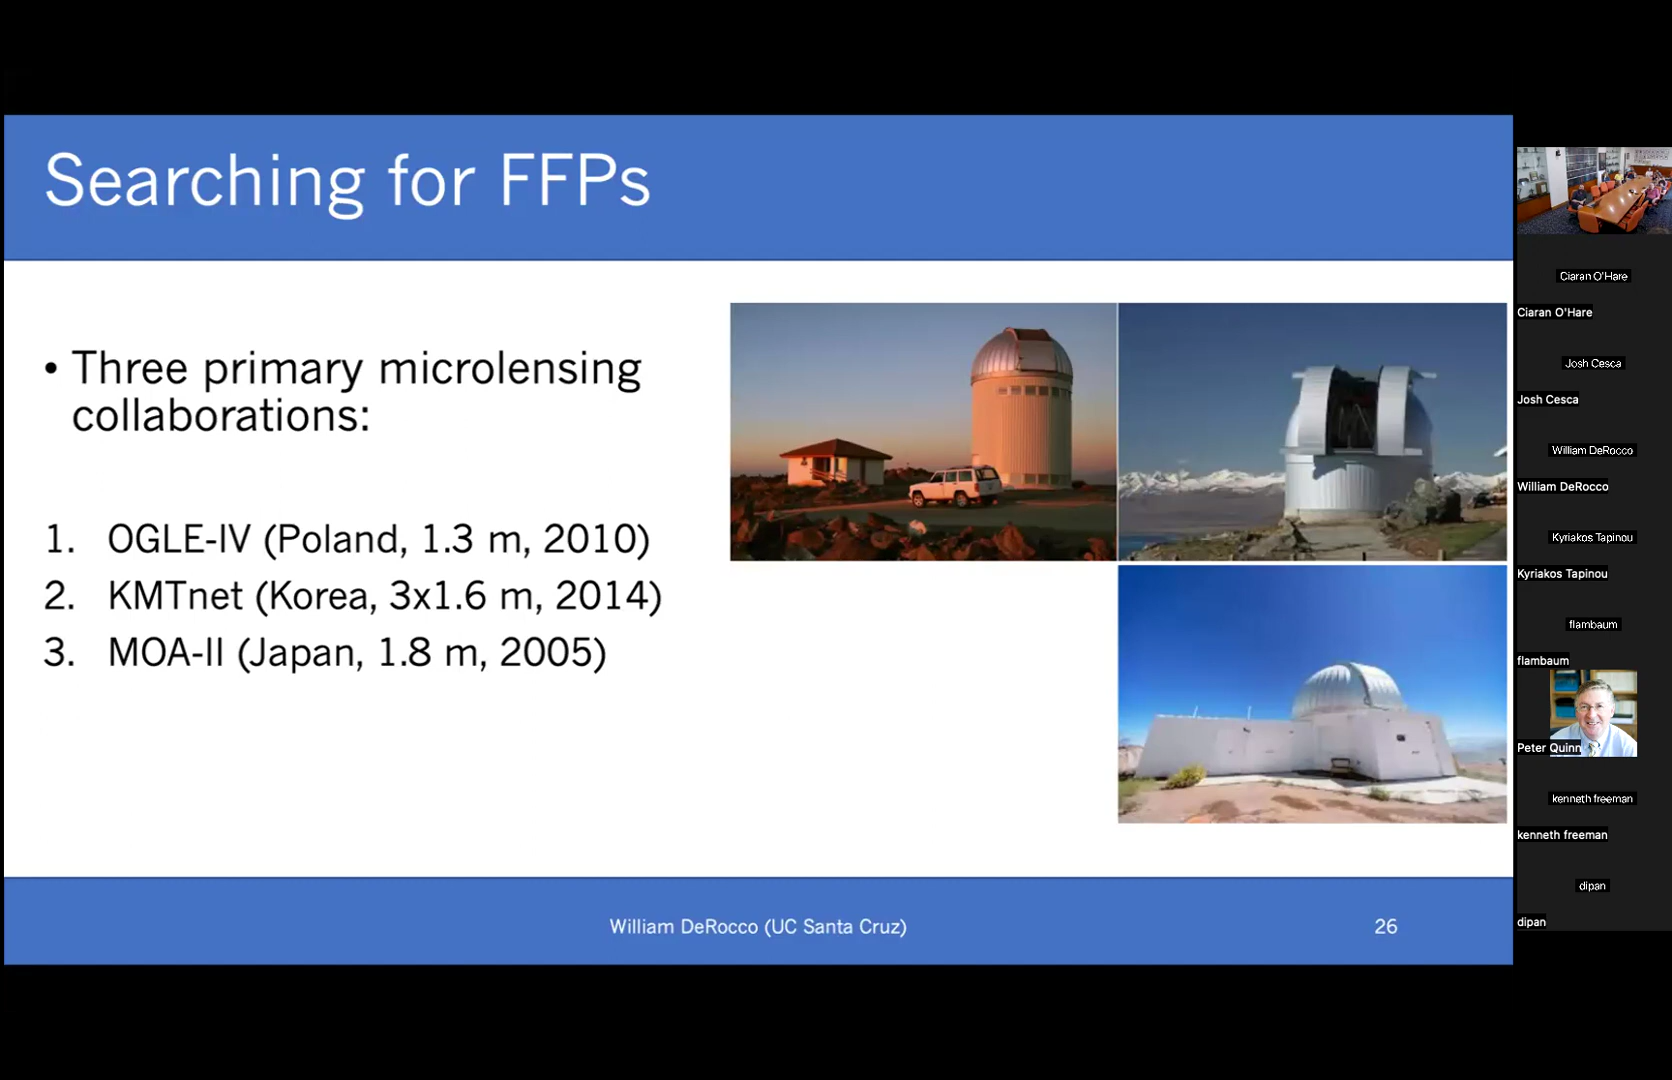 Searching for FFPs
• Three primary microlensing
collaborations:
1. OGLE-IV (Poland, 1.3 m, 2010)
2. KMTnet (Korea, 3x1.6 m, 2014)
3. MOA-II (Japan, 1.8 m, 2005)
William DeRocco (UC Santa Cruz)
26
Ciaran O'Hare
Ciaran O'Hare
Josh Cesca
Josh Cesca
William DeRocco
William DeRocco
Kyriakos Tapinou
Kyriakos Tapinou
flambaum
flambaum
Peter Quinn
kenneth freeman
kenneth freeman
dipan
dipan